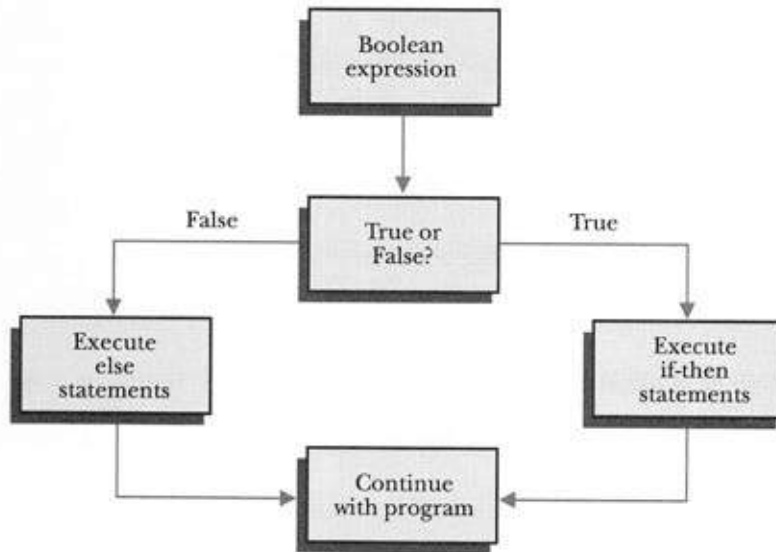 Boolean
expression
False
True or
False?
True
Execute
else
statements
Execute
if-then
statements
Continue
with program